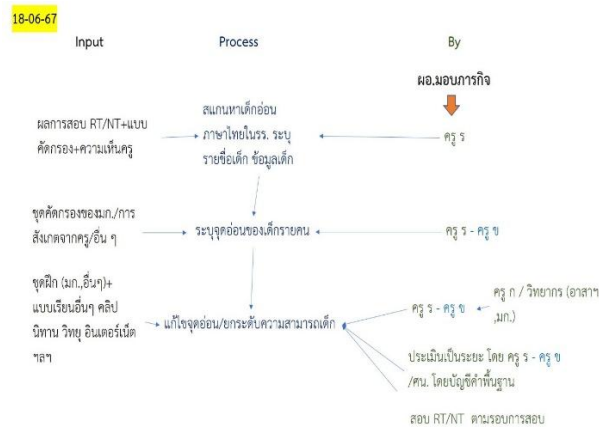 18-06-67
Input Process By
ผอ.มอบภารกิจ
ผลการสอบ RT/NT+แบบ
คัดกรอง+ความเห็นครู
สแกนหาเด็กอ่อน
ภาษาไทยในรร. ระบุ
รายชื่อเด็ก ข้อมูลเด็ก
ครู ร
ชุดคัดกรองของมก./การ
สังเกตจากครู/อื่น ๆ
ระบุจุดอ่อนของเด็กรายคน
ครู ร - ครู ข
ชุดฝึก (มก.,อื่นๆ)+
แบบเรียนอื่นๆ คลิป
นิทาน วิทยุ อินเตอร์เน็ต
ฯลฯ
แก้ไขจุดอ่อน/ยกระดับความสามารถเด็ก
ครู ร - ครู ข
ครู ก / วิทยากร (อาสาฯ
,มก.)
ประเมินเป็นระยะ โดย ครู ร - ครู ข
/ศน. โดยบัญชีคำพื้นฐาน
สอบ RT/NT ตามรอบการสอบ